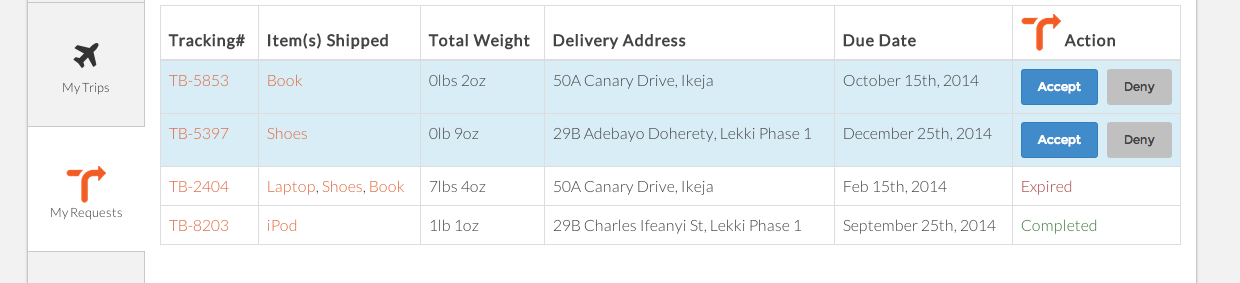 Tracking# Item(s) Shipped Total Weight Delivery Address Due Date Action
My Trips
TB-5853 Book 0lbs 2oz 50A Canary Drive, Ikeja October 15th, 2014 Accept Deny
TB-5397 Shoes 0lb 9oz 29B Adebayo Doherety, Lekki Phase 1 December 25th, 2014 Accept Deny
TB-2404 Laptop, Shoes, Book 7lbs 4oz 50A Canary Drive, Ikeja Feb 15th, 2014 Expired
My Requests
TB-8203 iPod 1lb 1oz 29B Charles Ifeanyi St, Lekki Phase 1 September 25th, 2014 Completed